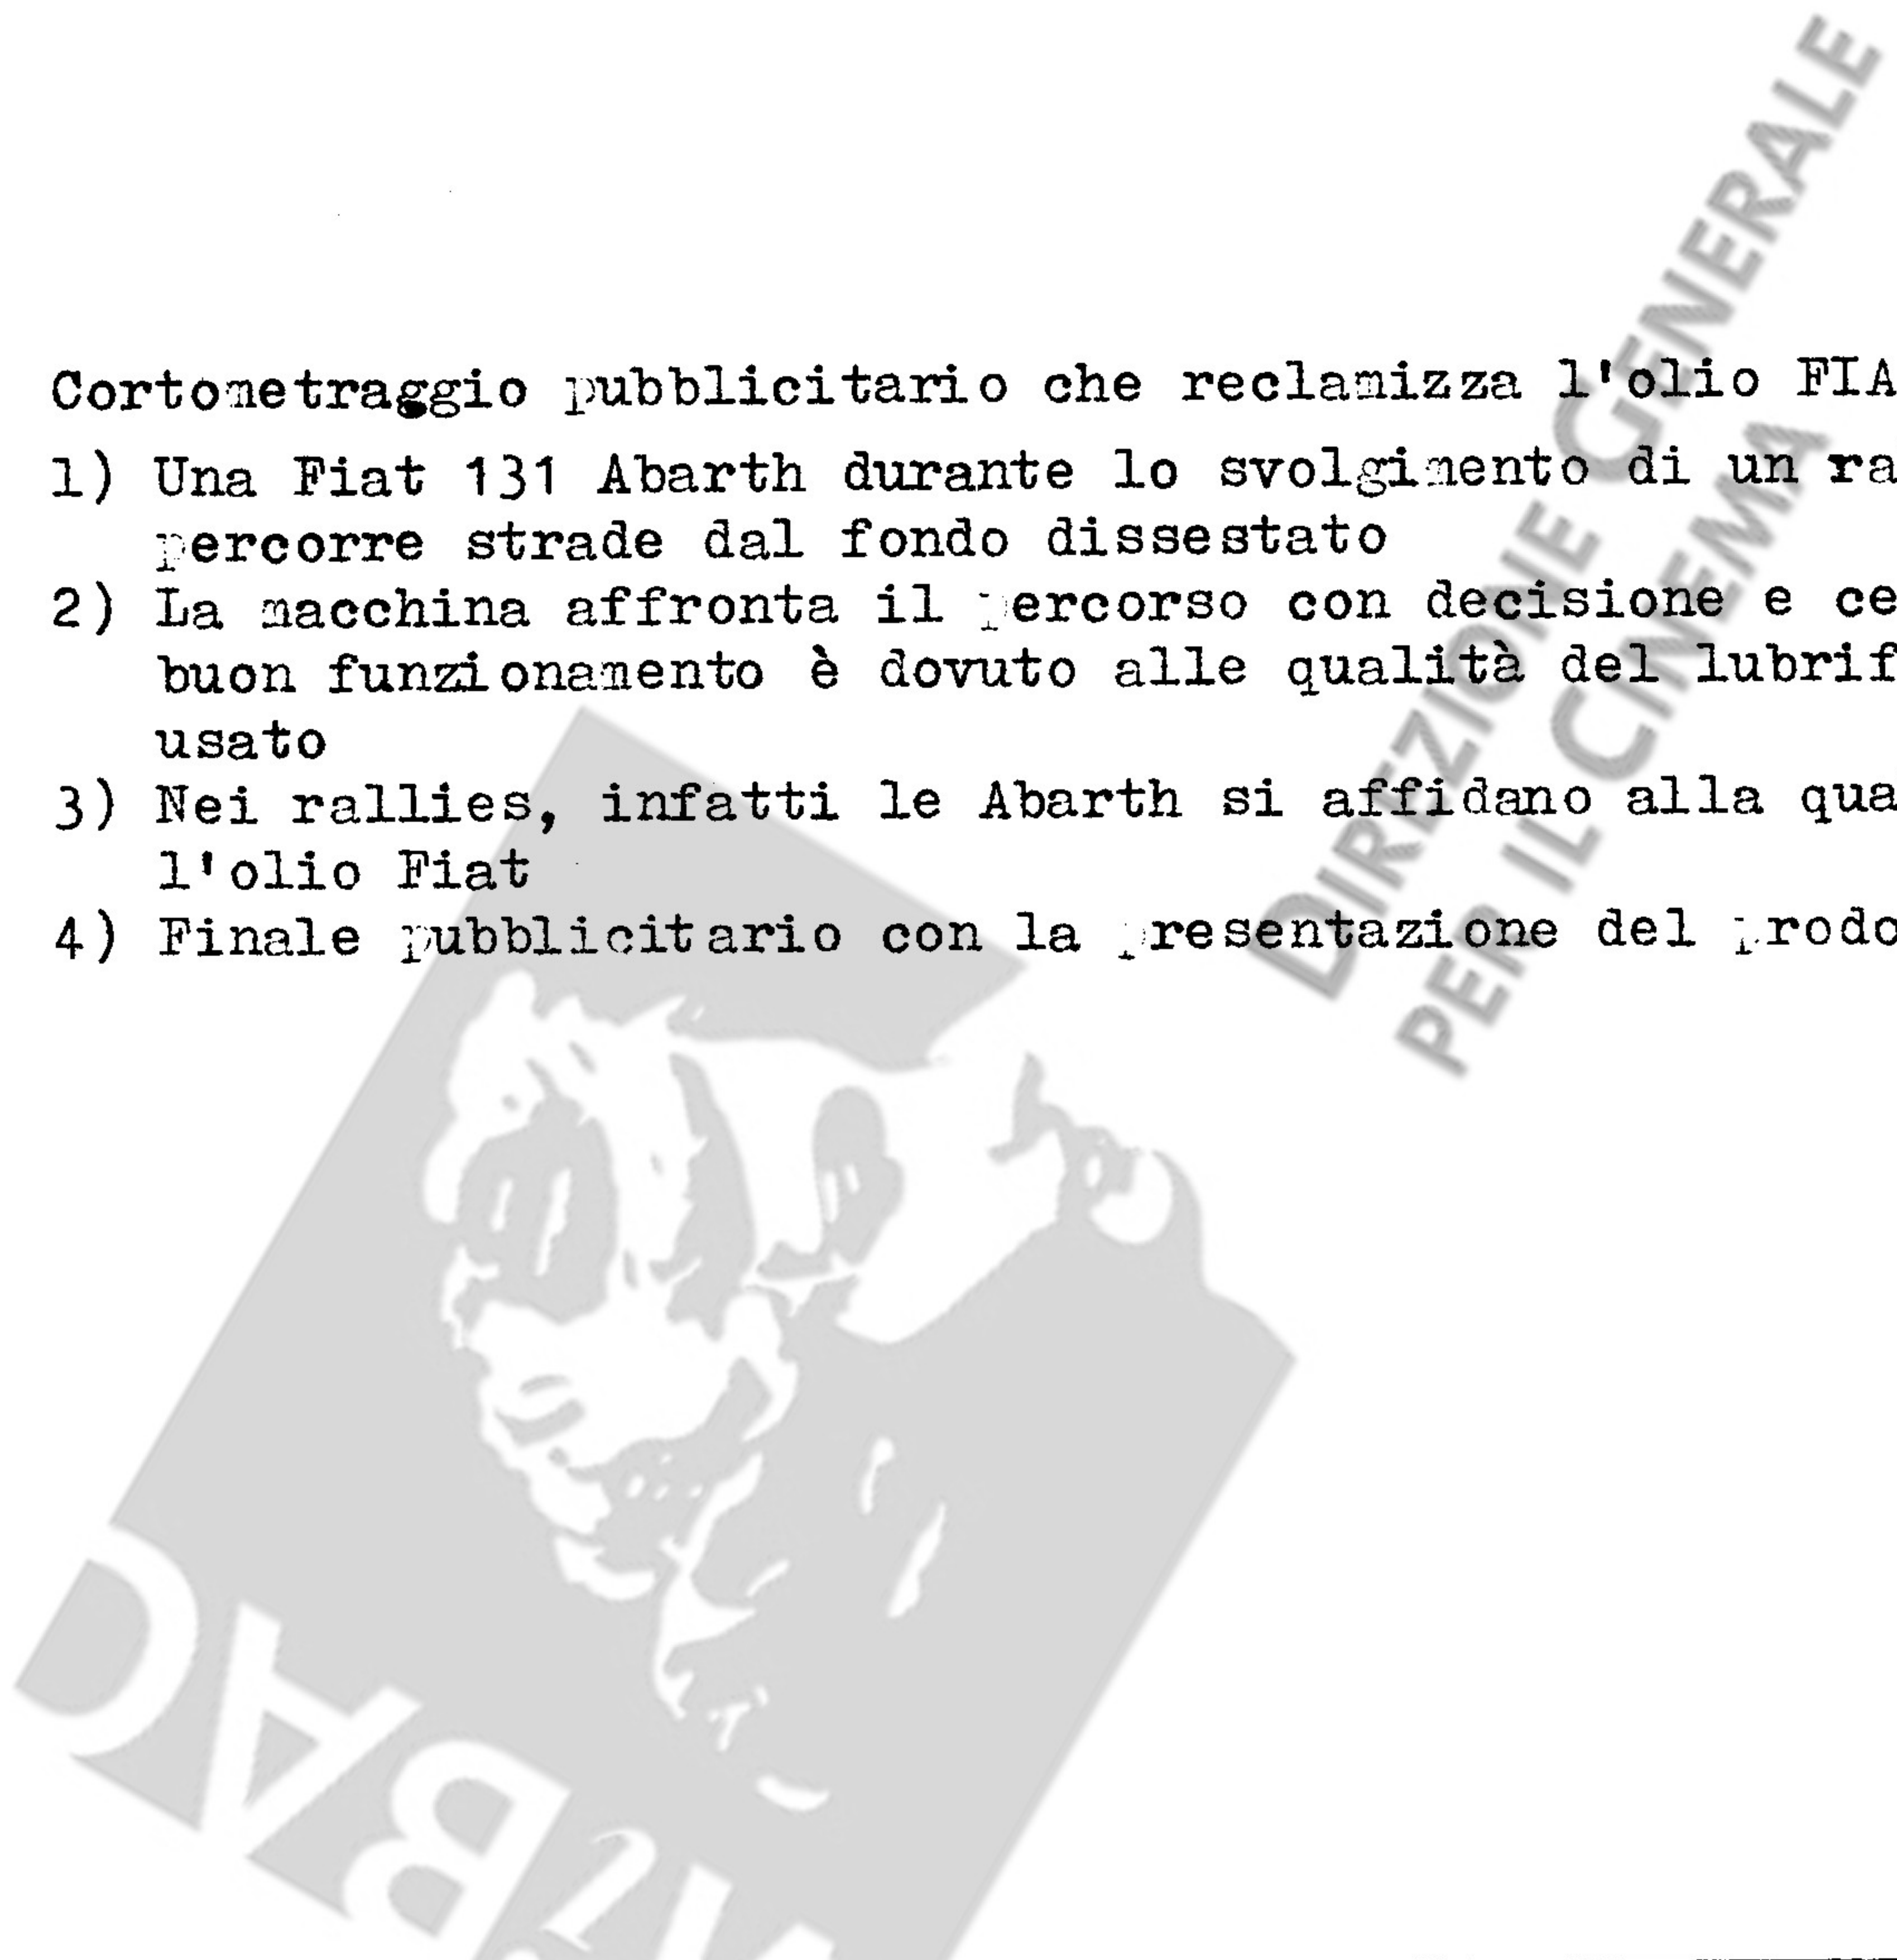 Cortometraggio pubblicitario che reclamizza l'olio FIA
1) Una Fiat 131 Abarth durante lo svolgimento di un ra
percorre strade dal fondo dissestato
2) La macchina affronta il percorso con decisione e ce
buon funzionamento è dovuto alle qualità del lubrif
usato
3) Nei rallies, infatti le Abarth si affidano alla qua
l'olio Fiat
4) Finale pubblicitario con la presentazione del prodo
DIREZIONE GENERALE
PER IL CINEMA
MiBAC